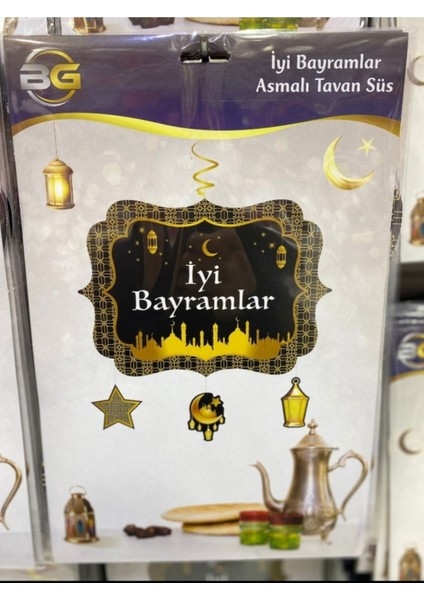 BG
İyi Bayramlar
Asmalı Tavan Süs
İyi
Bayramlar